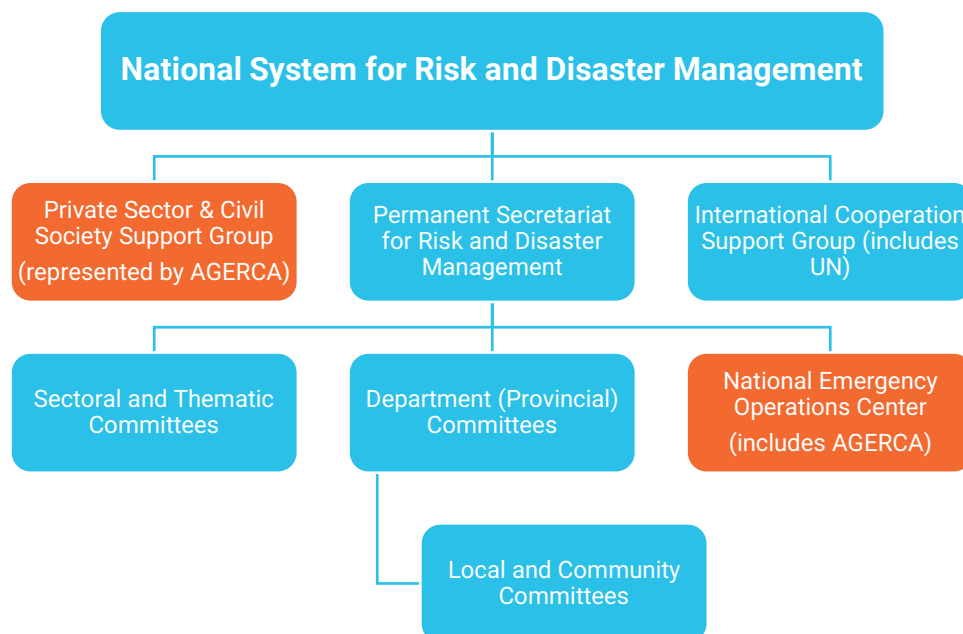 National System for Risk and Disaster Management
Private Sector & Civil
Society Support Group
(represented by AGERCA)
Permanent Secretariat
for Risk and Disaster
Management
International Cooperation
Support Group (includes
UN)
Sectoral and Thematic
Committees
Department (Provincial)
Committees
National Emergency
Operations Center
(includes AGERCA)
Local and Community
Committees